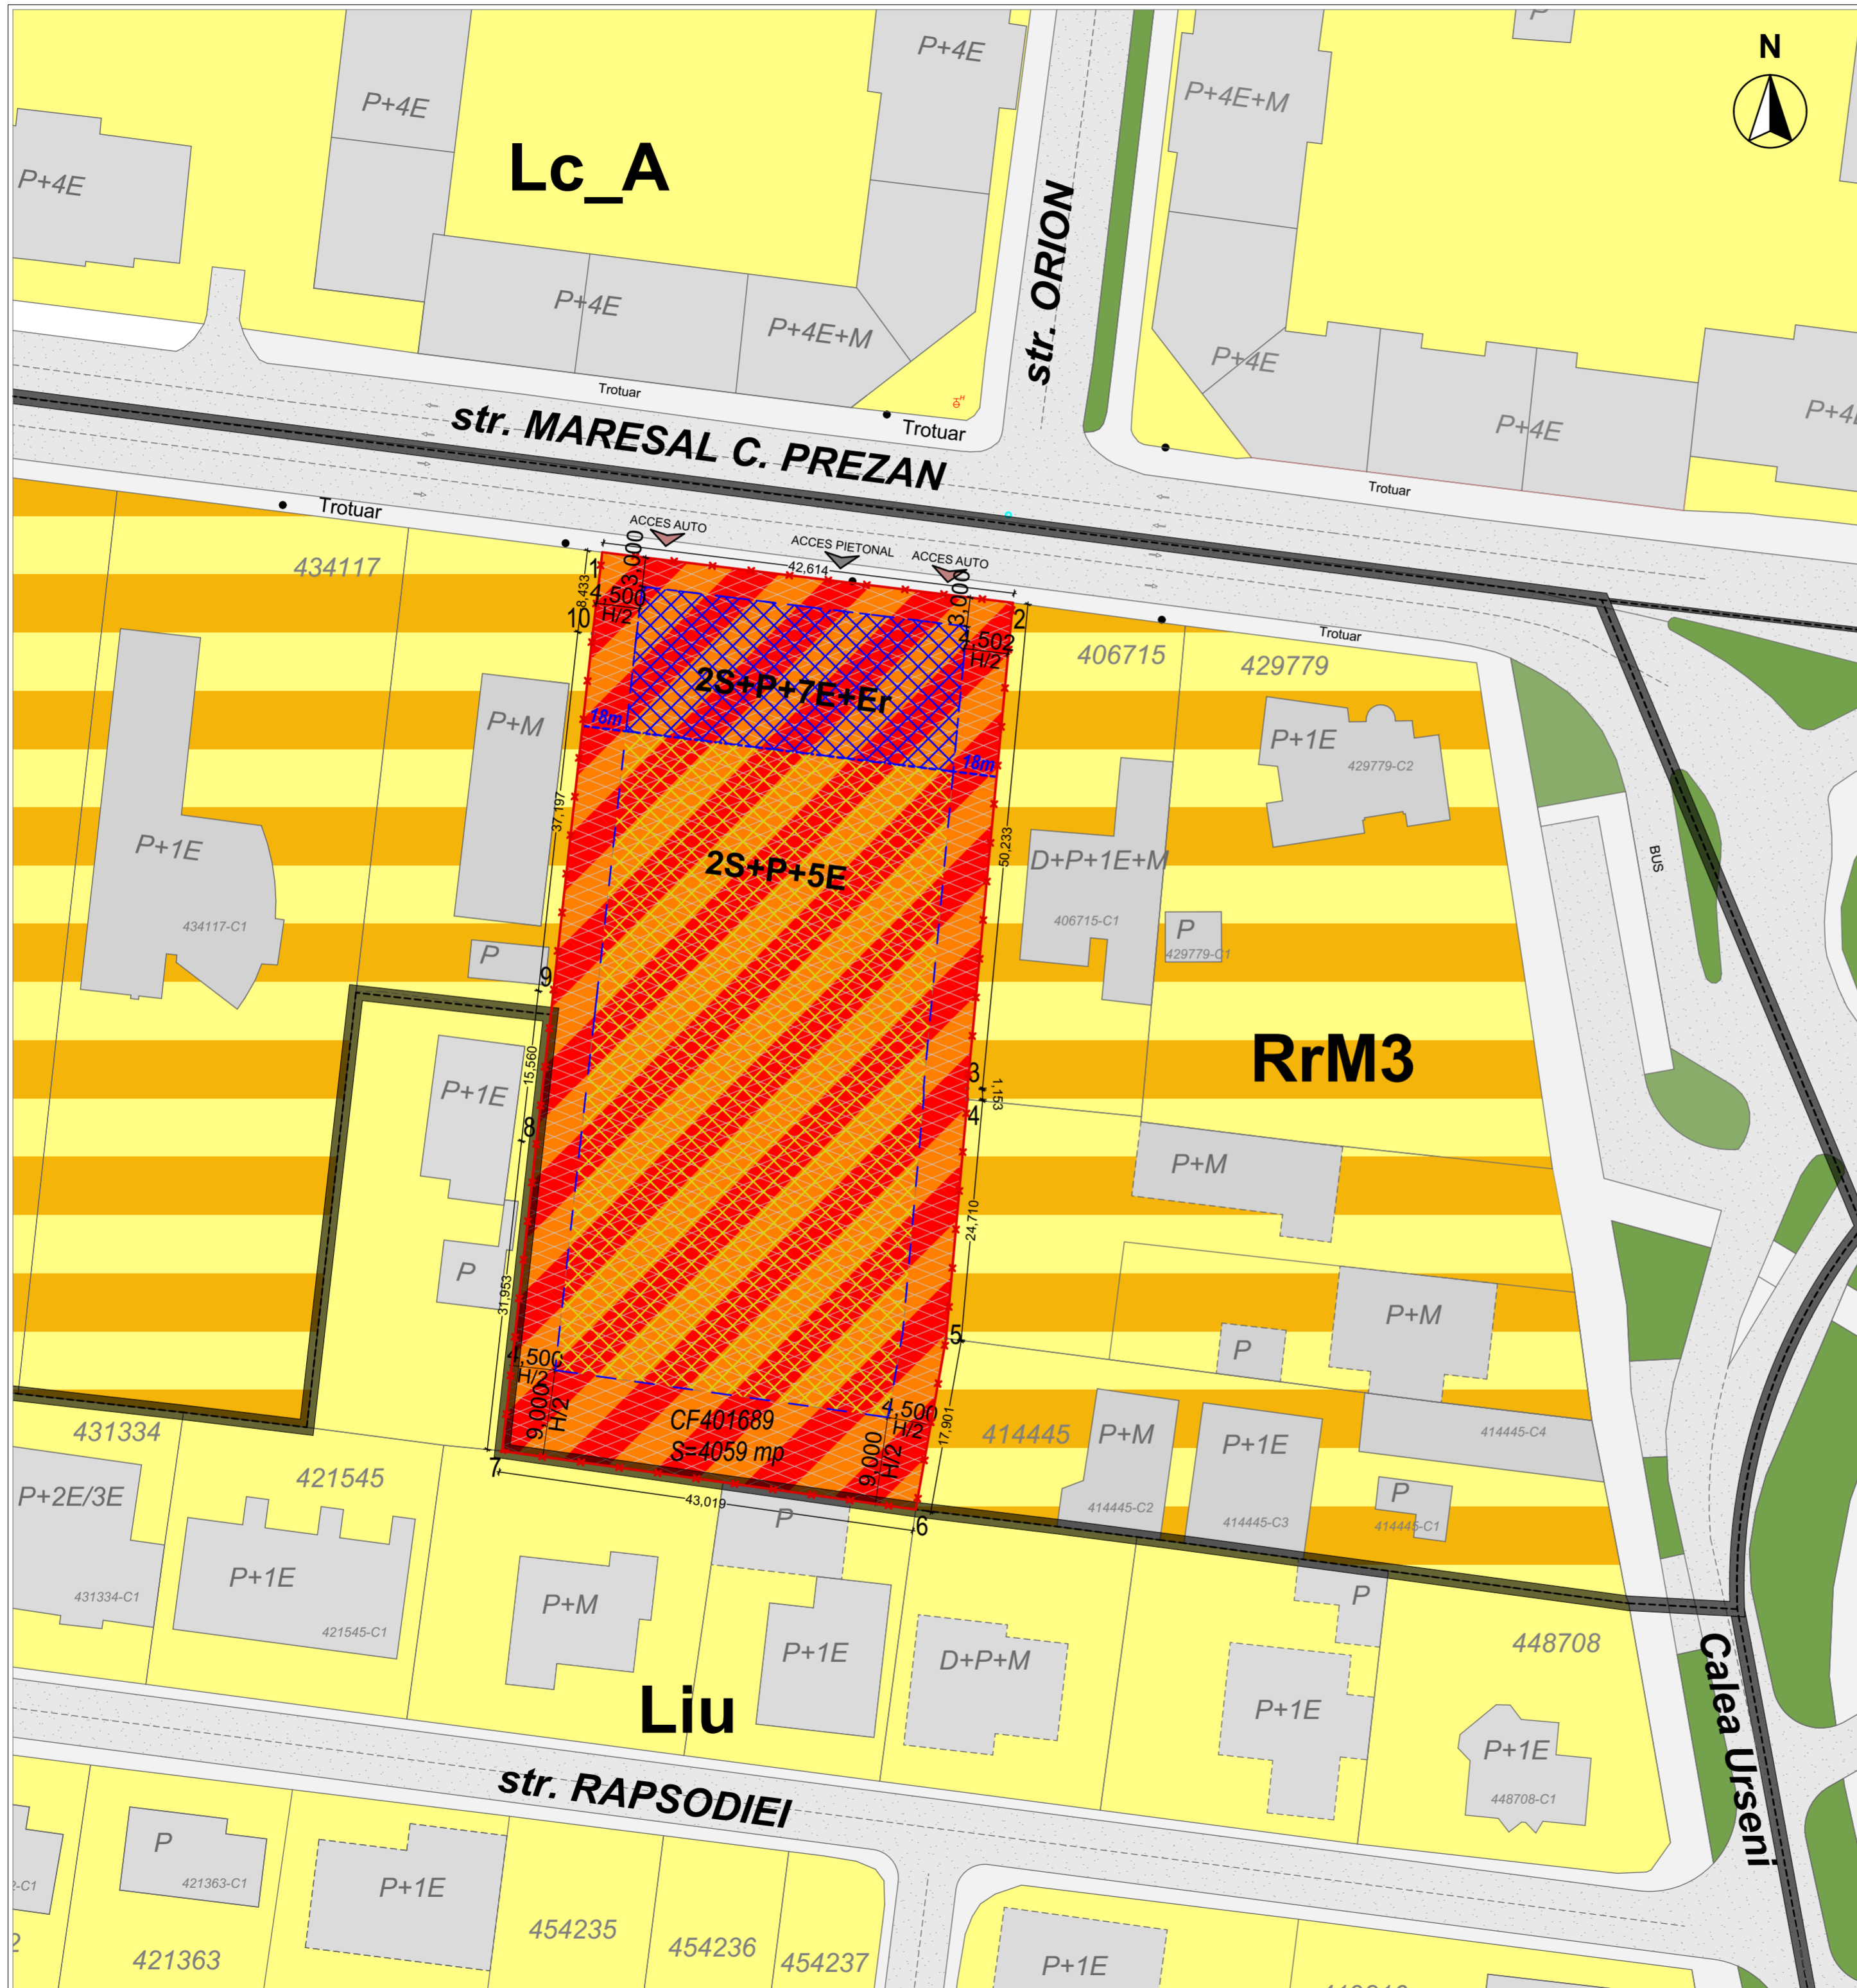 P
P+4E
N
P+4E
P+4E+M
P+4E
Lc_A
P+4E
str. ORION
P+4E
P+4E+M
P+4E
Trotuar
P+4E
P+4E
str. MARESAL C. PREZAN
Trotuar
Trotuar
Trotuar
ACCES AUTO
ACCES PIETONAL
ACCES AUTO
434117
1
3,000
42,614
8,433
4,500
H/2
3,000
10
2
Trotuar
4,502
H/2
406715
429779
2S+P+7E+Er
18m
P+M
P+1E
18m
429779-C2
37,197
50,233
P+1E
2S+P+5E
D+P+1E+M
BUS
434117-C1
406715-C1
P
429779-C1
P
9
RrM3
15,560
3
1,153
P+1E
4
8
P+M
24,710
P
31,953
P+M
5
P
4,500
H/2
9,000
H/2
4,500
H/2
CF401689
S=4059 mp
17,901
9,000
H/2
431334
414445
P+M
P+1E
414445-C4
7
421545
43,019
P+2E/3E
P
414445-C2
414445-C3
P
414445-C1
6
P+1E
431334-C1
421545-C1
P+M
P
P+1E
D+P+M
448708
Liu
P+1E
Calea Urseni
P+1E
448708-C1
str. RAPSODIEI
P
421363-C1
P+1E
421363
454235
454236
454237
P+1E